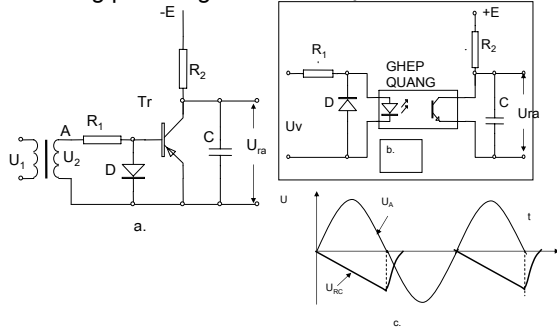 -E
R2
Tr
A
R1
U1
U2
D
C
Ura
a.
+E
R1
R2
GHEP
QUANG
D
C
Uv
Ura
b.
U
UA
t
URC
c.